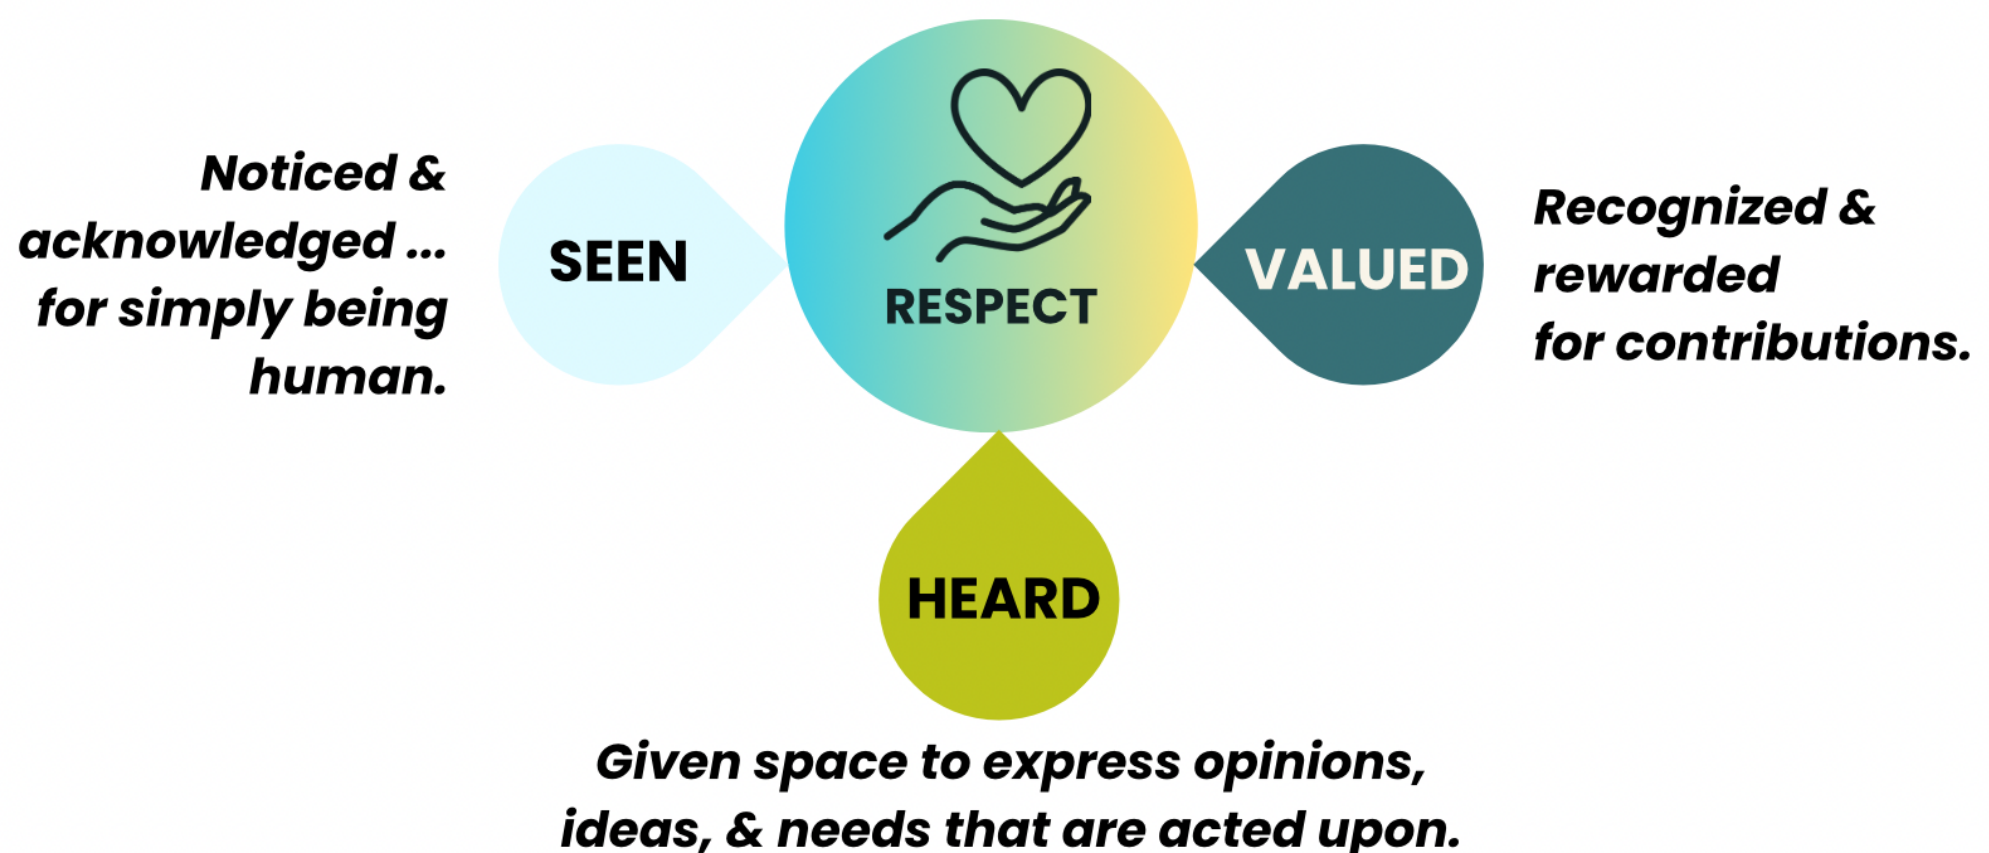 Noticed &
acknowledged ...
for simply being
human.
SEEN
RESPECT
VALUED
Recognized &
rewarded
for contributions.
HEARD
Given space to express opinions,
ideas, & needs that are acted upon.